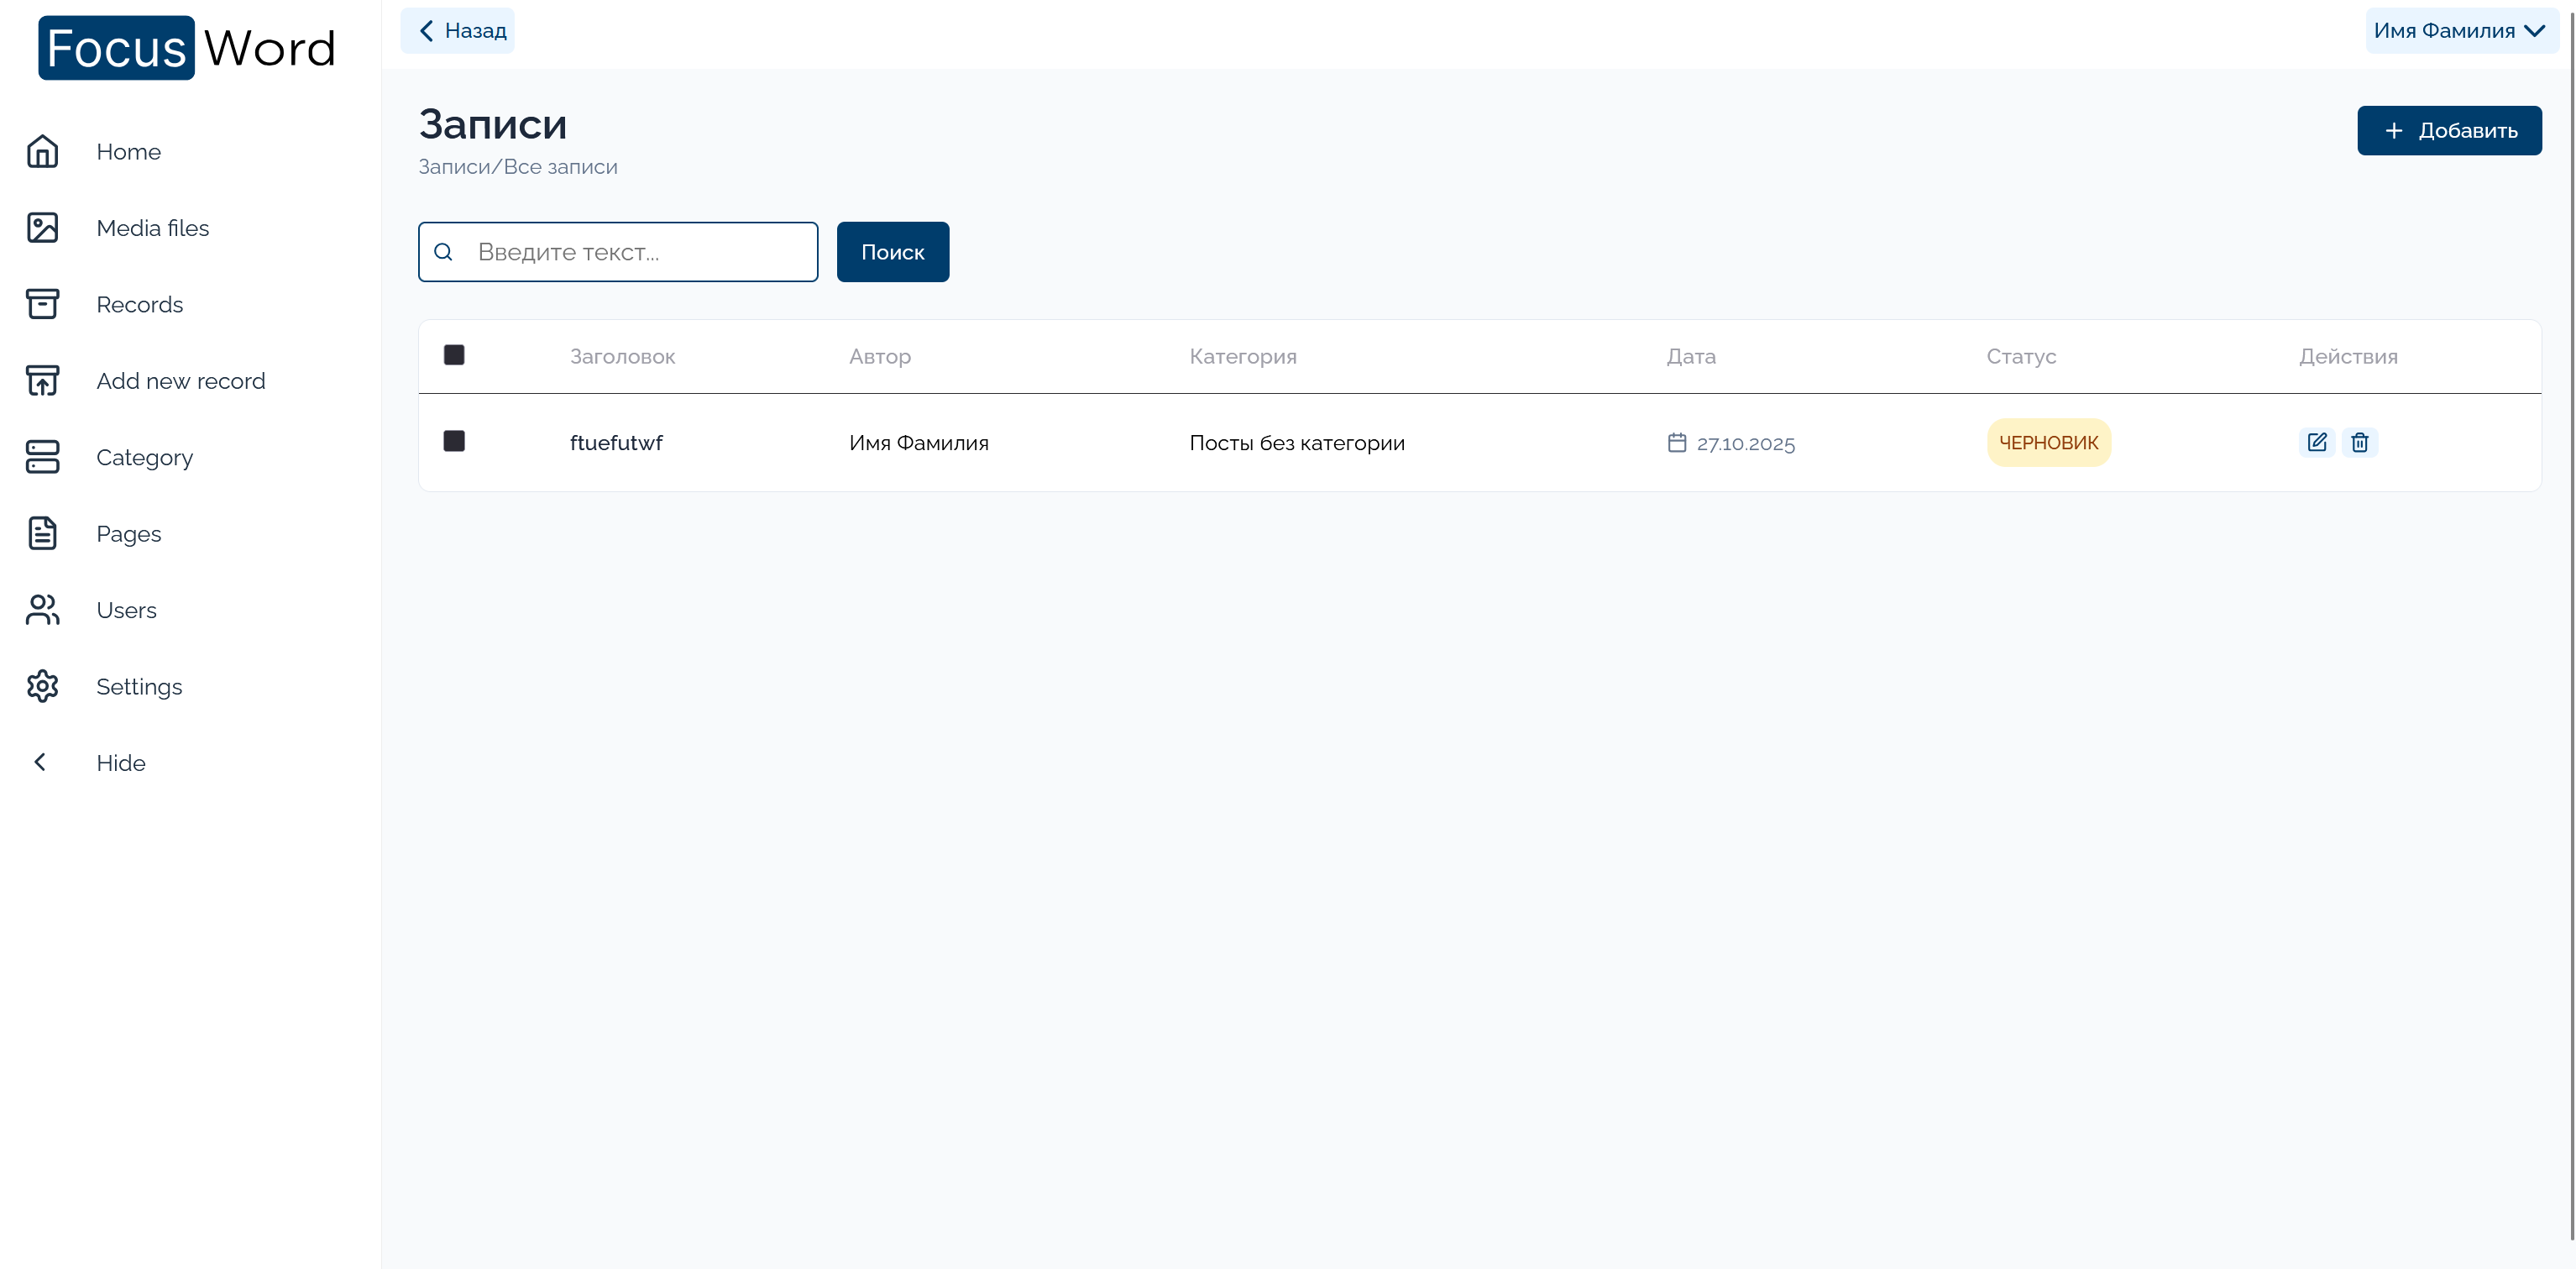 Focus Word
Home
Media files
Records
Add new record
Category
Pages
Users
Settings
Hide
Назад
Имя Фамилия
Записи
Записи/Все записи
Добавить
Введите текст...
Поиск
Заголовок Автор Категория Дата Статус Действия
ftuefutwf Имя Фамилия Посты без категории 27.10.2025 ЧЕРНОВИК